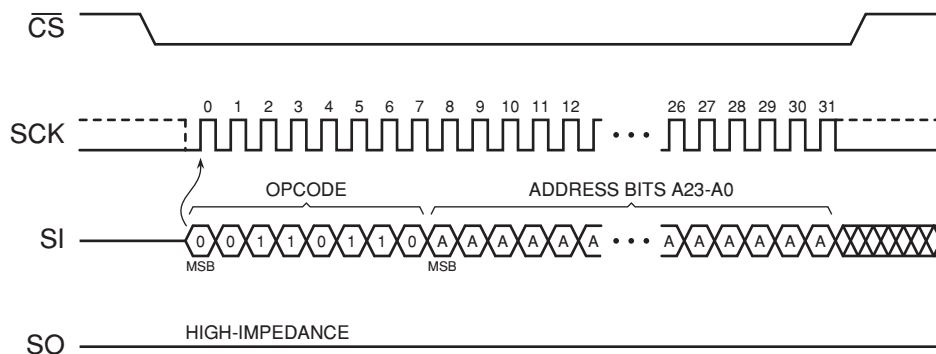 CS
0 1 2 3 4 5 6 7 8 9 10 11 12 26 27 28 29 30 31
SCK
OPCODE ADDRESS BITS A23-A0
SI 0 0 1 1 0 1 1 0 A A A A A A A A A A A A
MSB MSB
HIGH-IMPEDANCE
SO